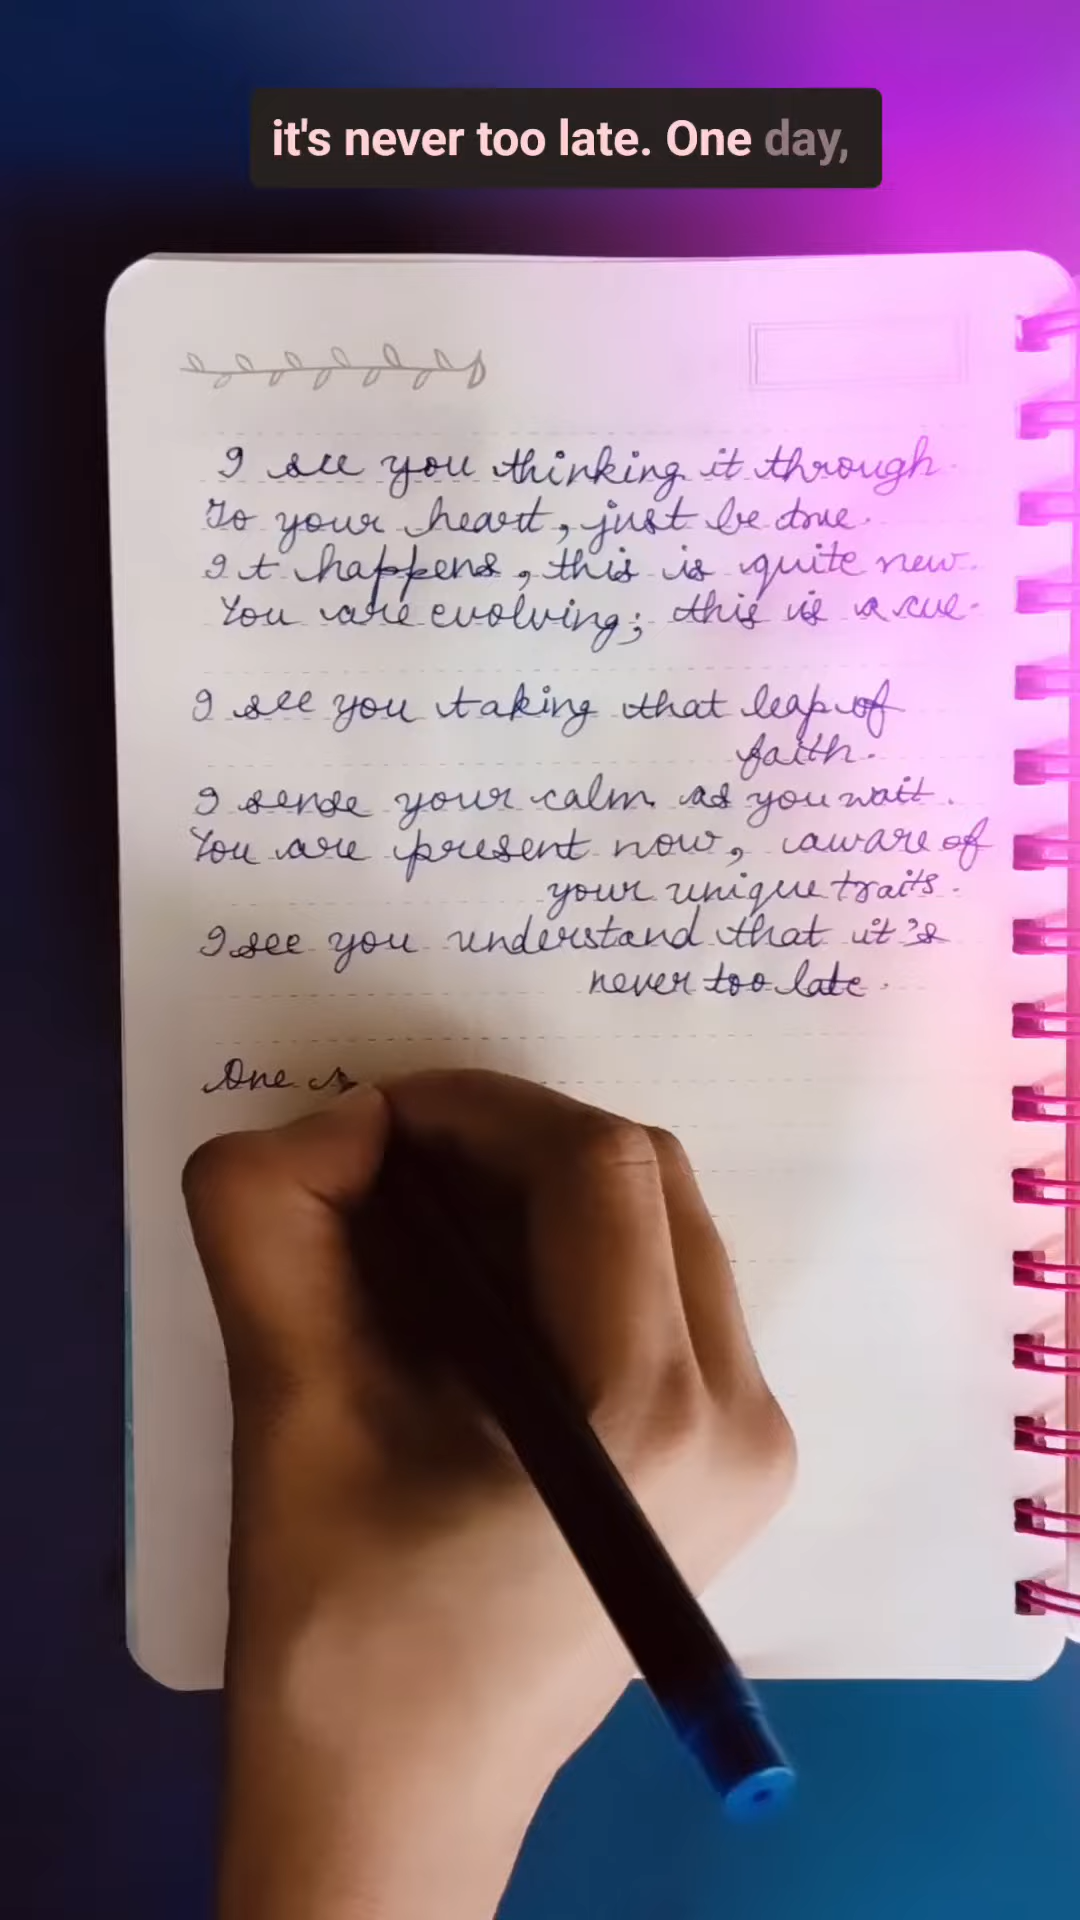 it's never too late. One day,
I see you thinking it through.
To your heart, just be true.
It happens, this is quite new.
You are evolving; this is a cue.
I see you taking that leap of
faith.
I sense your calm as you wait.
You are present now, aware of
your unique traits.
I see you understand that it's
never too late.
One